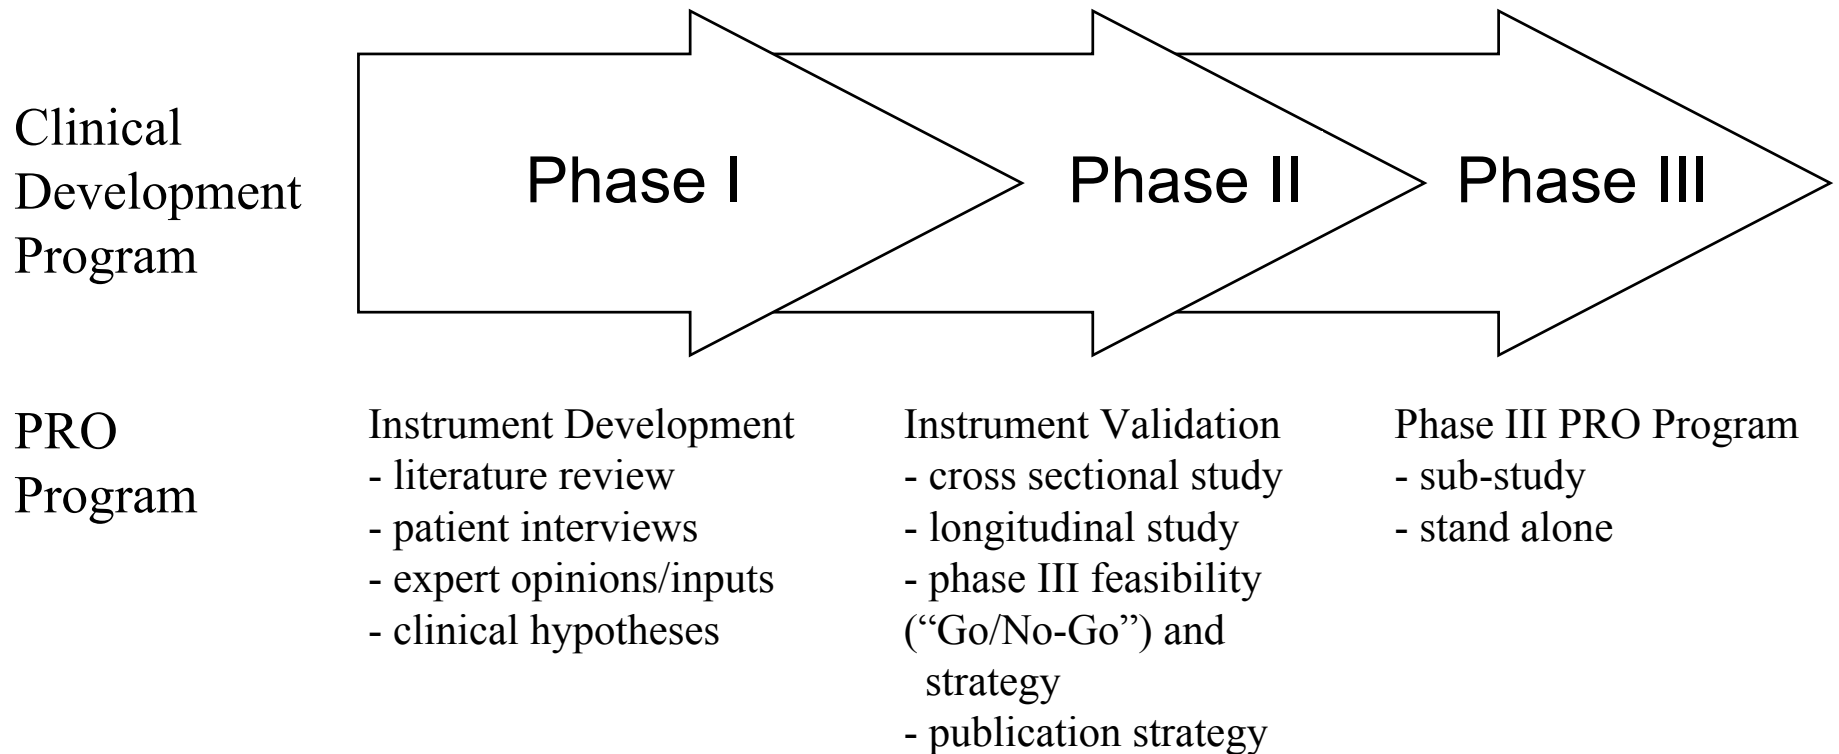 Clinical
Development
Program
Phase I
Phase II
Phase III
PRO
Program
Instrument Development
- literature review
- patient interviews
- expert opinions/inputs
- clinical hypotheses
Instrument Validation
- cross sectional study
- longitudinal study
- phase III feasibility
(“Go/No-Go”) and
strategy
- publication strategy
Phase III PRO Program
- sub-study
- stand alone